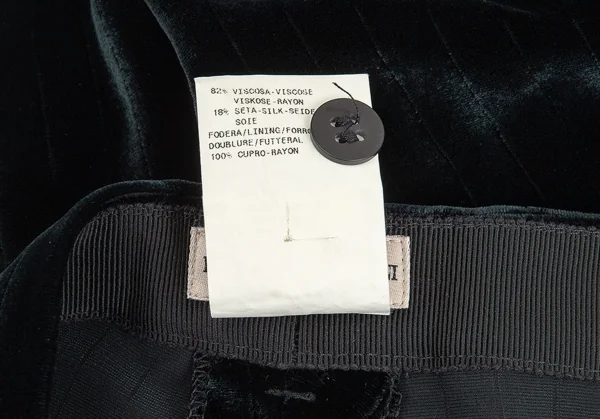 82% VISCOSA-VISCOSE
VISKOSE-RAYON
18% SETA-SILK-SEIDE
SOIE
FODERA/LINING/FORRO
DOUBLURE/FUTTERAL
100% CUPRO-RAYON